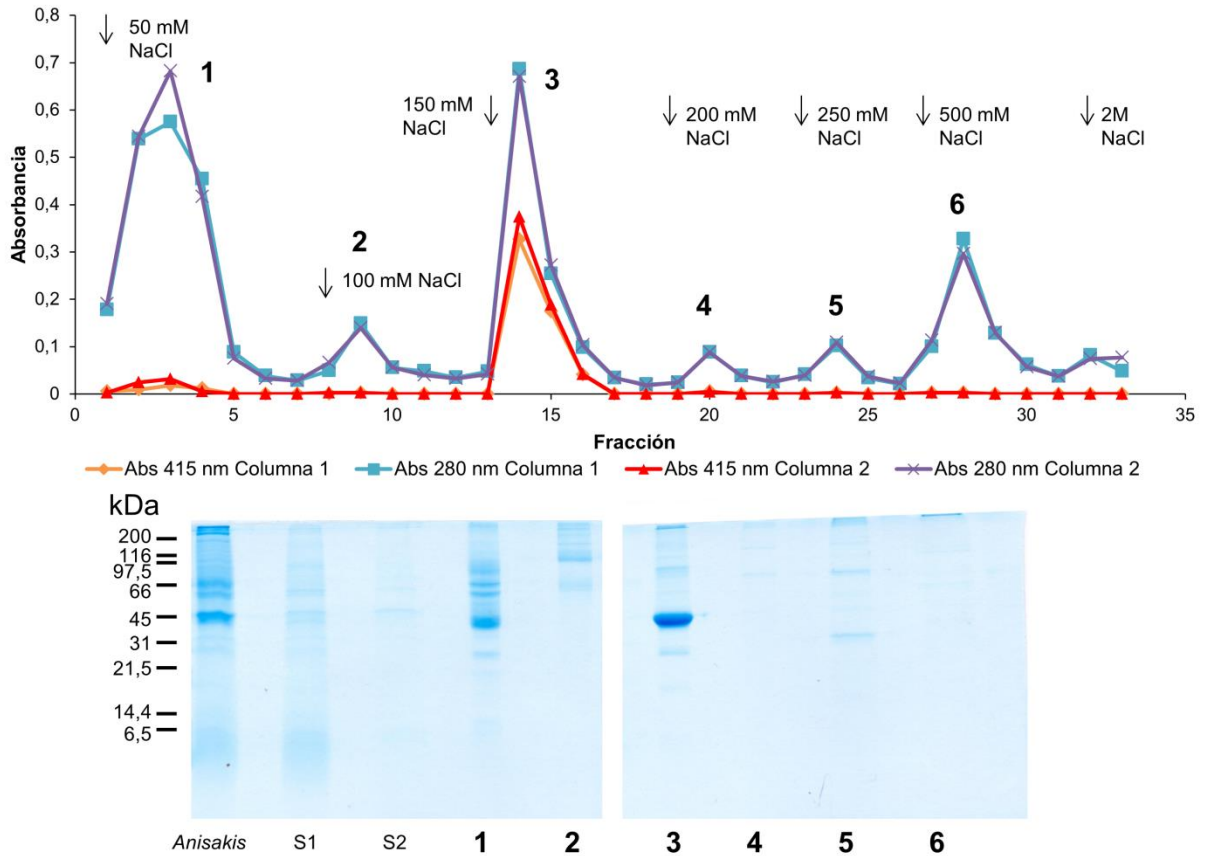 0,8
0,7
0,6
0,5
0,4
0,3
0,2
0,1
0
Absorbancia
50 mM
NaCl
1
2
100 mM NaCl
150 mM
NaCl
3
200 mM
NaCl
4
250 mM
NaCl
5
500 mM
NaCl
6
2M
NaCl
0 5 10 15 20 25 30 35
Fracción
Abs 415 nm Columna 1 Abs 280 nm Columna 1 Abs 415 nm Columna 2 Abs 280 nm Columna 2
kDa
200
116
97,5
66
45
31
21,5
14,4
6,5
Anisakis S1 S2 1 2 3 4 5 6